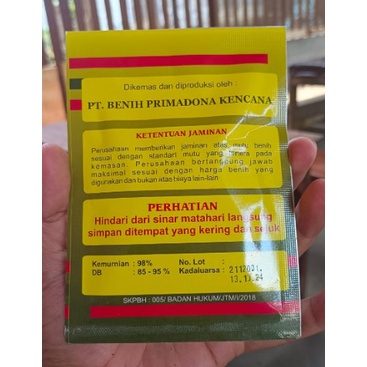 Dikemas dan diproduksi oleh
PT. BENIH PRIMADONA KENCANA
KETENTUAN JAMINAN
Perusahaan memberikan jaminan atas mutu benih
sesuai dengan standart mutu yang tertera pada
kemasan. Perusahaan bertanggung jawab
maksimal sesuai dengan harga benih yang
digunakan dan bukan atas biaya lain-lain.
PERHATIAN
Hindari dari sinar matahari langsung
simpan ditempat yang kering dan sejuk
Kemurnian : 98% No. Lot :
DB : 85 - 95 % Kadaluarsa :
SKPBH : 005/ BADAN HUKUM/JTM/I/2018